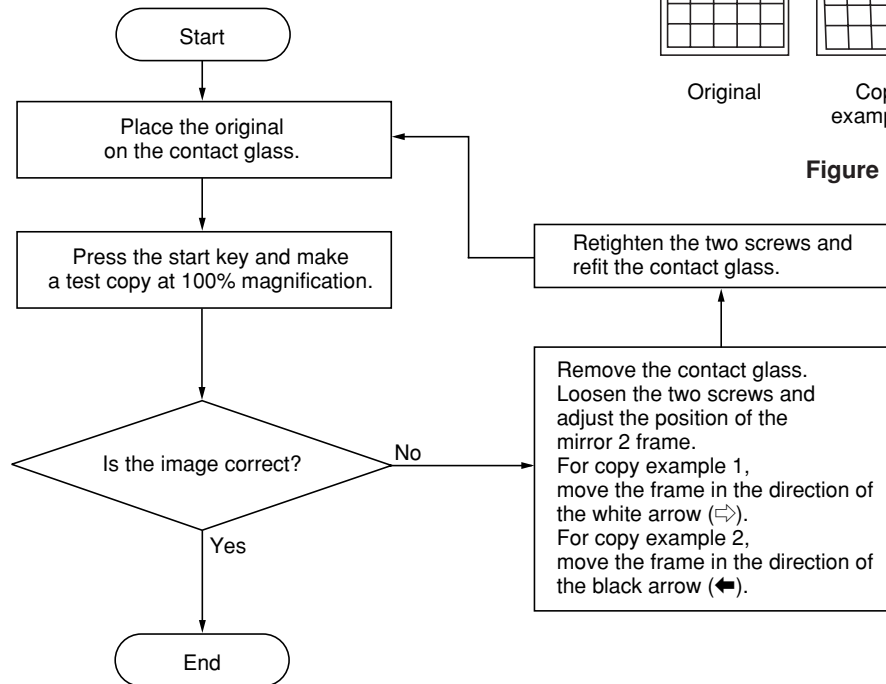 Start
Place the original
on the contact glass.
Press the start key and make
a test copy at 100% magnification.
Is the image correct?
No
Yes
End
Original
Figure
Retighten the two screws and
refit the contact glass.
Remove the contact glass.
Loosen the two screws and
adjust the position of the
mirror 2 frame.
For copy example 1,
move the frame in the direction of
the white arrow (⇨).
For copy example 2,
move the frame in the direction of
the black arrow (⬅).